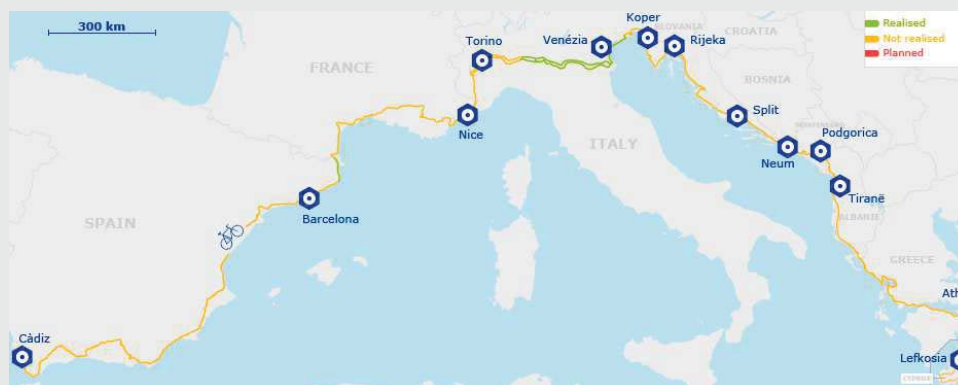 300 km
Koper
SLOVENIA
Realised
Torino
Venézia
Rijeka
CROATIA
Not realised
Planned
FRANCE
BOSNIA
Split
Nice
ITALY
Podgorica
Neum
Barcelona
Tiranë
SPAIN
ALBANIE
GREECE
Ath
Càdiz
Lefkosia
CYPRUS